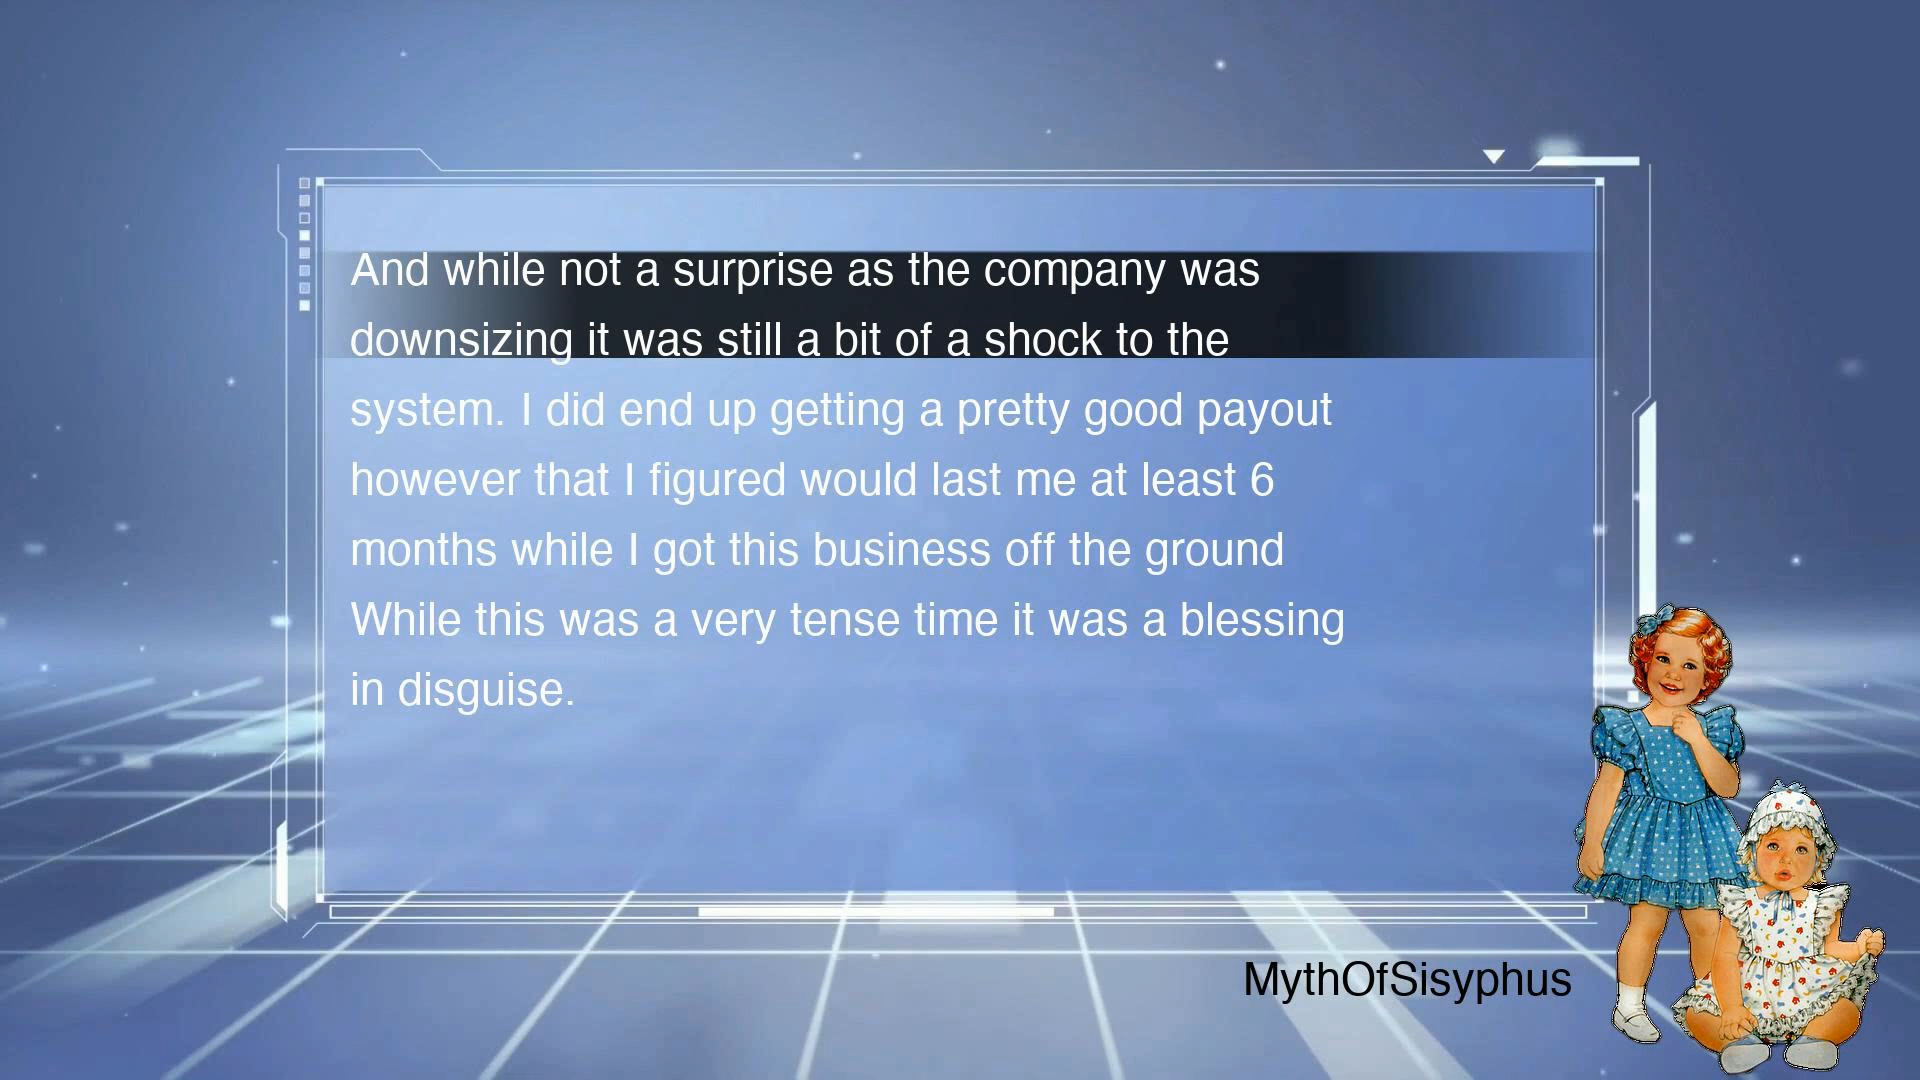 And while not a surprise as the company was
downsizing it was still a bit of a shock to the
system. I did end up getting a pretty good payout
however that I figured would last me at least 6
months while I got this business off the ground
While this was a very tense time it was a blessing
in disguise.
MythOfSisyphus